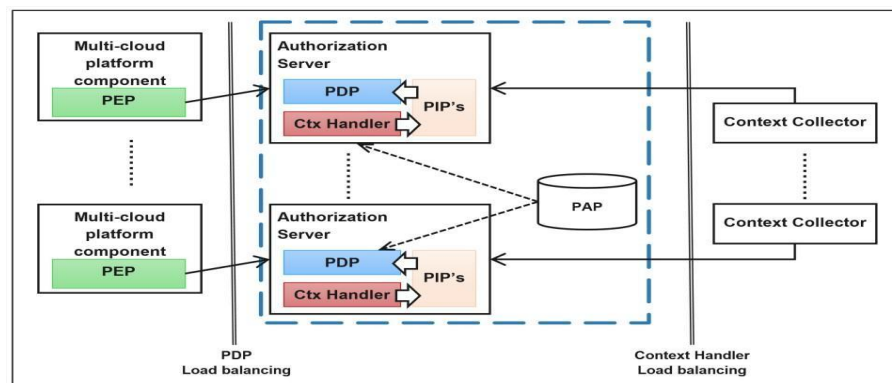 Multi-cloud
platform
component
PEP
Authorization
Server
PDP
PIP's
Ctx Handler
Context Collector
PAP
Multi-cloud
platform
component
PEP
Authorization
Server
PDP
PIP's
Ctx Handler
Context Collector
PDP
Load balancing
Context Handler
Load balancing